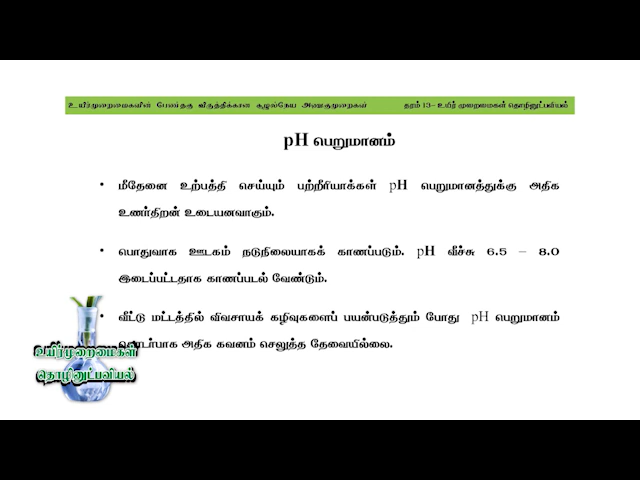 உயிர்முறைமைகளின் பேண்தகு விருத்திக்கான சூழல்நேய அணுகுமுறைகள் தரம் 13– உயிர் முறைமைகள் தொழினுட்பவியல்
pH பெறுமானம்
• மீதேனை உற்பத்தி செய்யும் பற்றீரியாக்கள் pH பெறுமானத்துக்கு அதிக
உணர்திறன் உடையனவாகும்.
• பொதுவாக ஊடகம் நடுநிலையாகக் காணப்படும். pH வீச்சு 6.5 – 8.0
இடைப்பட்டதாக காணப்படல் வேண்டும்.
• வீட்டு மட்டத்தில் விவசாயக் கழிவுகளைப் பயன்படுத்தும் போது pH பெறுமானம்
தொடர்பாக அதிக கவனம் செலுத்த தேவையில்லை.
உயிர்முறைமைகள்
தொழினுட்பவியல்